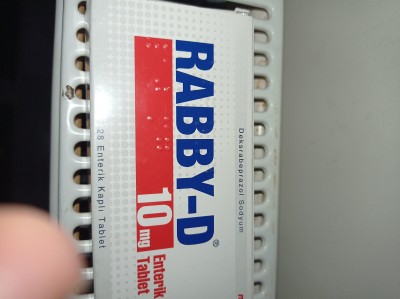 Deksrabeprazol Sodyum
RABBY-D®
10 mg Enterik
Tablet
28 Enterik Kaplı Tablet